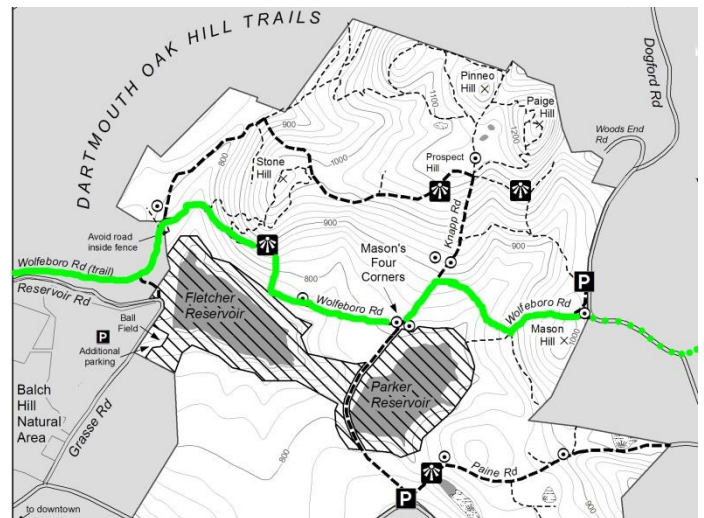 DARTMOUTH OAK HILL TRAILS
Dogford Rd
Pinneo
Hill
Paige
Hill
Woods End
Rd
1100
1200
900
800
1000
Stone
Hill
Prospect
Hill
Knapp Rd
Avoid road
inside fence
Wolfeboro Rd (trail)
Reservoir Rd
900
900
800
Mason's
Four
Corners
Wolfeboro Rd
Wolfeboro Rd
P
Mason
Hill
1000
Fletcher
Reservoir
Ball
Field
P
Additional
parking
Parker
Reservoir
Balch
Hill
Natural
Area
Grasse Rd
800
Paine Rd
P
900
to downtown